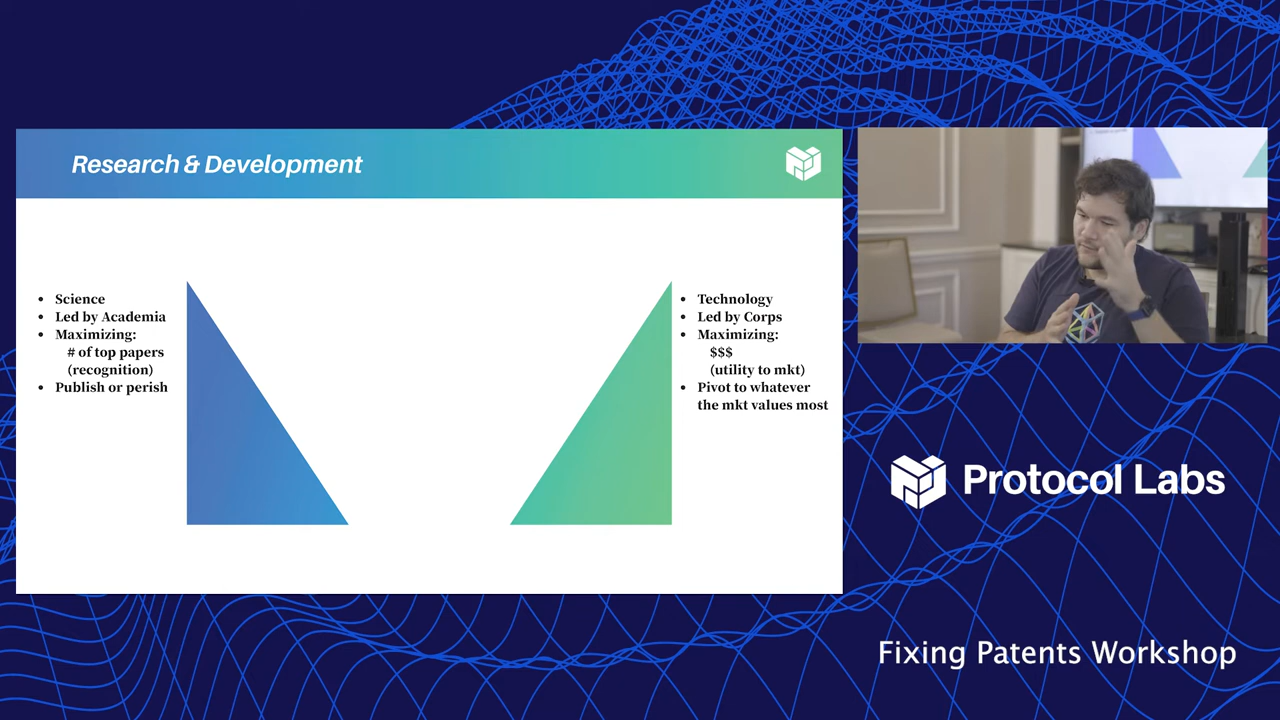 Research & Development
• Science
• Led by Academia
• Maximizing:
# of top papers
(recognition)
• Publish or perish
• Technology
• Led by Corps
• Maximizing:
$$$
(utility to mkt)
• Pivot to whatever
the mkt values most
Protocol Labs
Fixing Patents Workshop